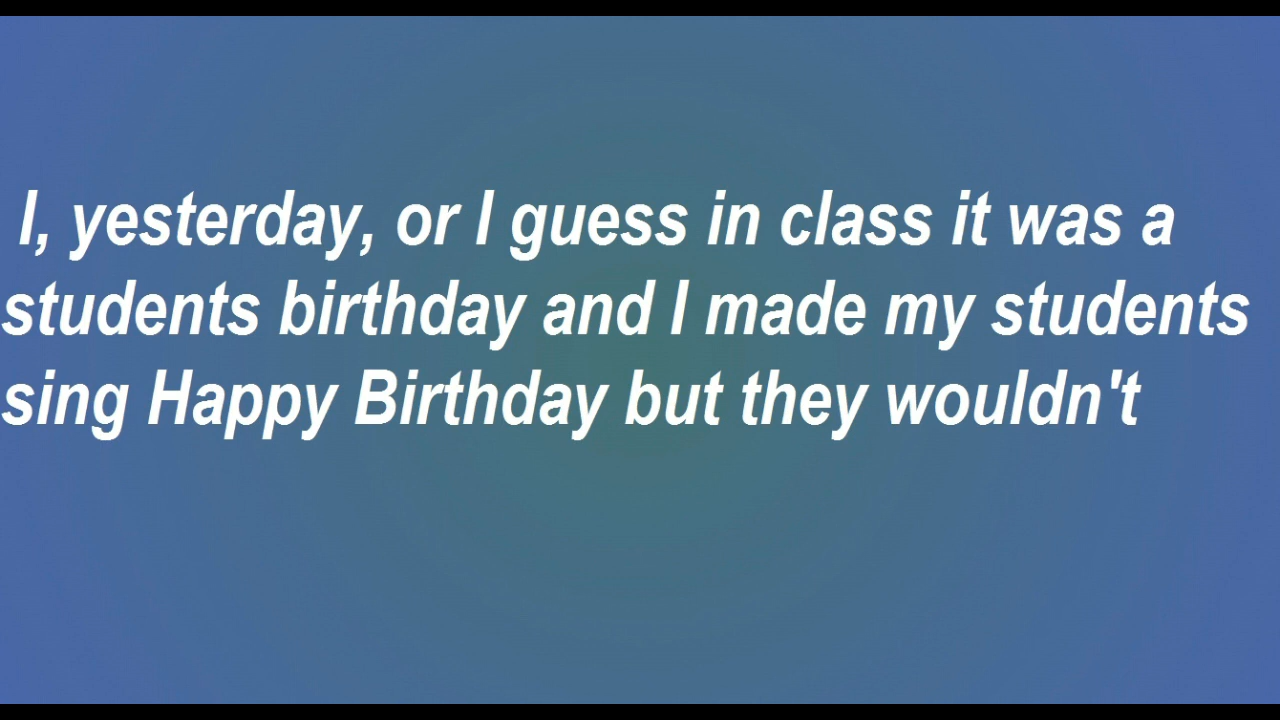 I, yesterday, or I guess in class it was a
students birthday and I made my students
sing Happy Birthday but they wouldn't